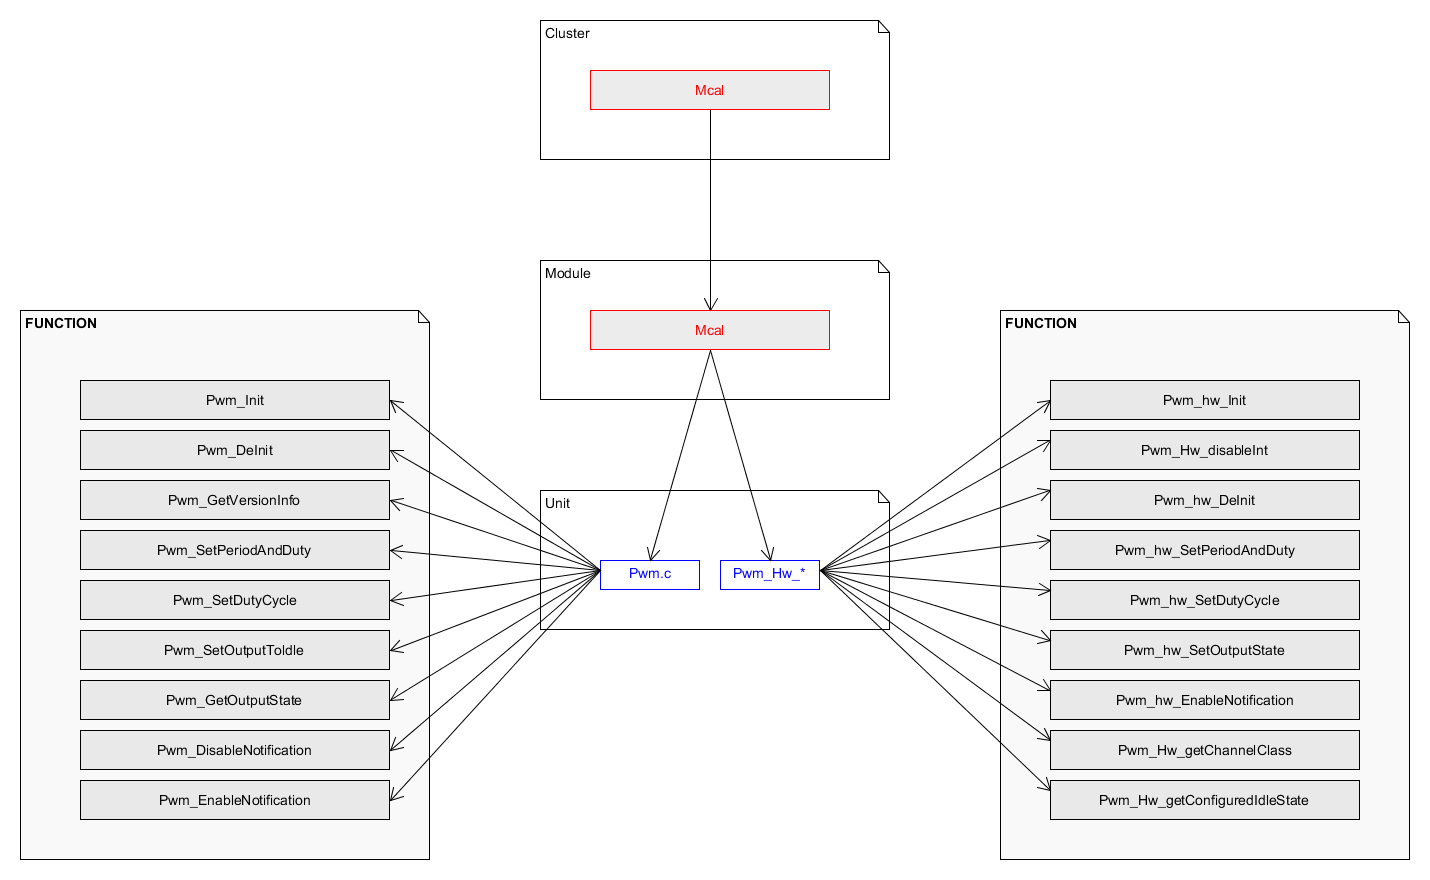 Cluster
Mcal
Module
Mcal
FUNCTION
Pwm_Init
Pwm_DeInit
Pwm_GetVersionInfo
Pwm_SetPeriodAndDuty
Pwm_SetDutyCycle
Pwm_SetOutputToIdle
Pwm_GetOutputState
Pwm_DisableNotification
Pwm_EnableNotification
Unit
Pwm.c
Pwm_Hw_*
FUNCTION
Pwm_hw_Init
Pwm_Hw_disableInt
Pwm_hw_DeInit
Pwm_hw_SetPeriodAndDuty
Pwm_hw_SetDutyCycle
Pwm_hw_SetOutputState
Pwm_hw_EnableNotification
Pwm_Hw_getChannelClass
Pwm_Hw_getConfiguredIdleState